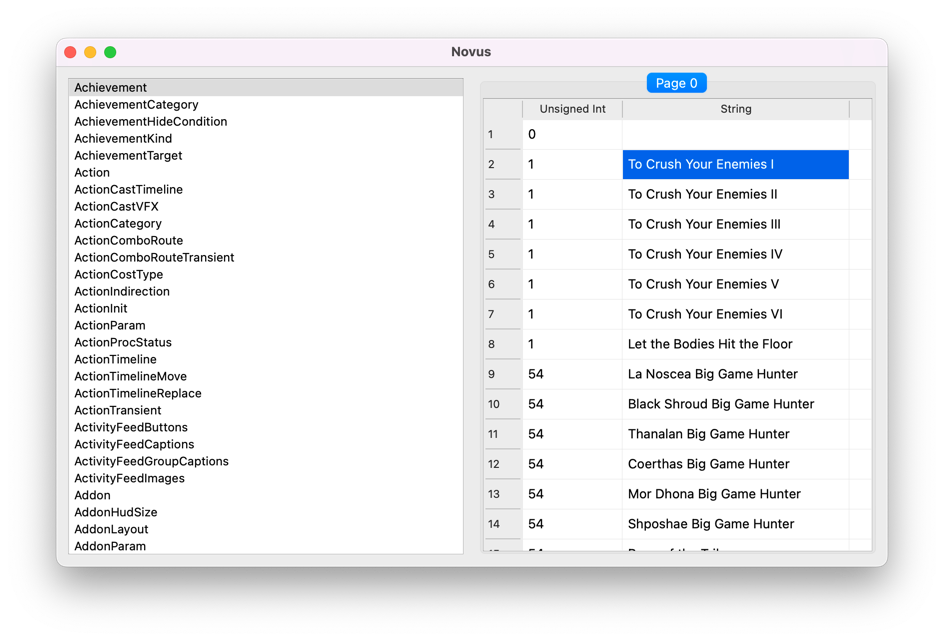 Novus
Achievement
AchievementCategory
AchievementHideCondition
AchievementKind
AchievementTarget
Action
ActionCastTimeline
ActionCastVFX
ActionCategory
ActionComboRoute
ActionComboRouteTransient
ActionCostType
ActionIndirection
ActionInit
ActionParam
ActionProcStatus
ActionTimeline
ActionTimelineMove
ActionTimelineReplace
ActionTransient
ActivityFeedButtons
ActivityFeedCaptions
ActivityFeedGroupCaptions
ActivityFeedImages
Addon
AddonHudSize
AddonLayout
AddonParam
Page 0
Unsigned Int String
1 0
2 1 To Crush Your Enemies I
3 1 To Crush Your Enemies II
4 1 To Crush Your Enemies III
5 1 To Crush Your Enemies IV
6 1 To Crush Your Enemies V
7 1 To Crush Your Enemies VI
8 1 Let the Bodies Hit the Floor
9 54 La Noscea Big Game Hunter
10 54 Black Shroud Big Game Hunter
11 54 Thanalan Big Game Hunter
12 54 Coerthas Big Game Hunter
13 54 Mor Dhona Big Game Hunter
14 54 Shposhae Big Game Hunter